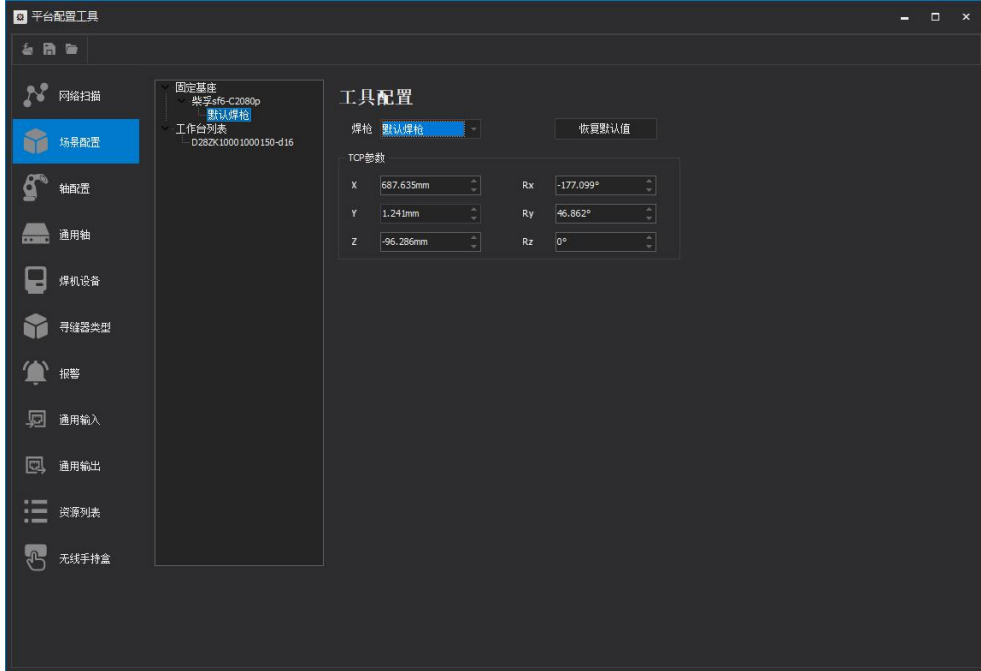 平台配置工具
网络扫描
场景配置
轴配置
通用轴
焊机设备
寻缝器类型
报警
通用输入
通用输出
资源列表
无线手持盒
固定基座
柴孚sf6-C2080p
默认焊枪
工作台列表
D28ZK10001000150-d16
工具配置
焊枪 默认焊枪 恢复默认值
TCP参数
X 687.635mm Rx -177.099°
Y 1.241mm Ry 46.862°
Z -96.286mm Rz 0°